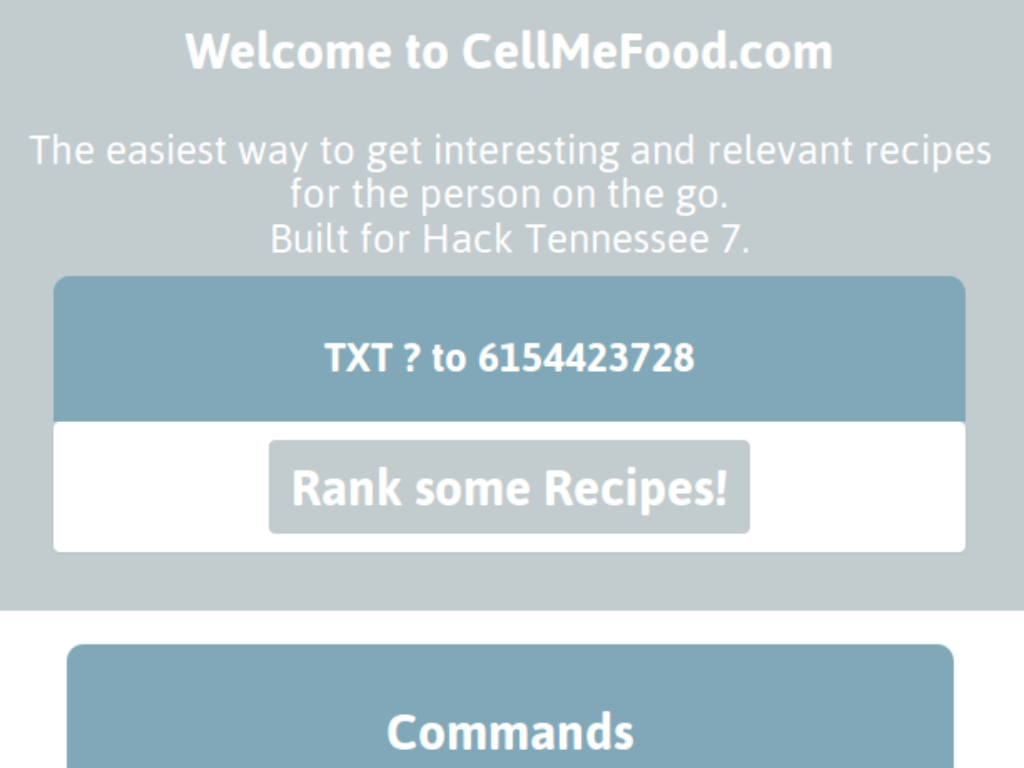 Welcome to CellMeFood.com
The easiest way to get interesting and relevant recipes
for the person on the go.
Built for Hack Tennessee 7.
TXT ? to 6154423728
Rank some Recipes!
Commands